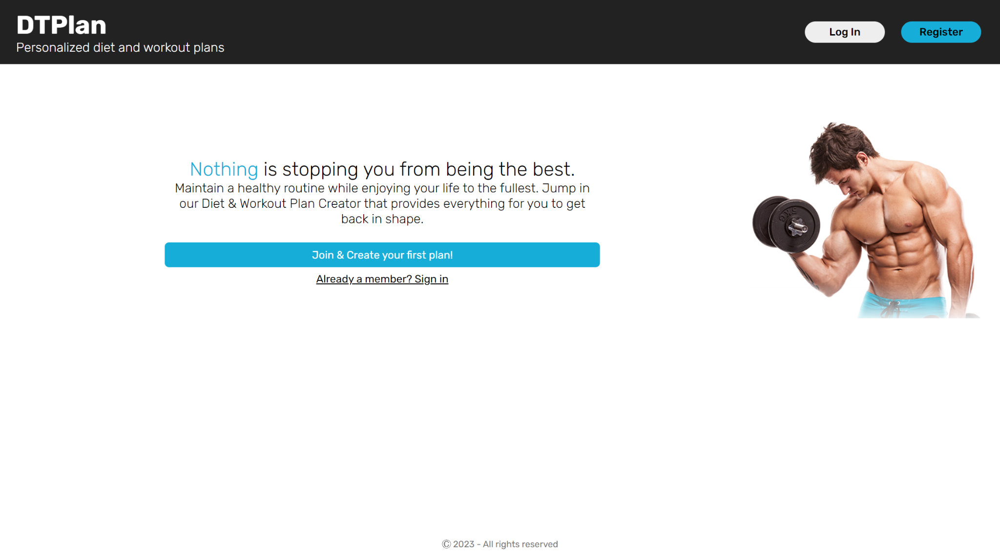 DTPlan
Personalized diet and workout plans
Log In
Register
Nothing is stopping you from being the best.
Maintain a healthy routine while enjoying your life to the fullest. Jump in
our Diet & Workout Plan Creator that provides everything for you to get
back in shape.
5KG
Join & Create your first plan!
Already a member? Sign in
© 2023 - All rights reserved